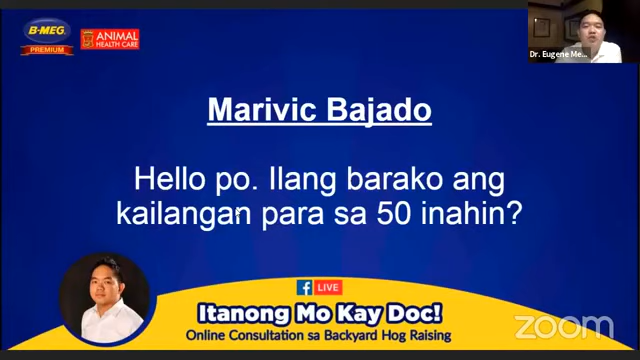 B-MEG
PREMIUM
ANIMAL
HEALTH CARE
Dr. Eugene Me...
Marivic Bajado
Hello po. Ilang barako ang
kailangan para sa 50 inahin?
LIVE
Itanong Mo Kay Doc!
Online Consultation sa Backyard Hog Raising
zoom